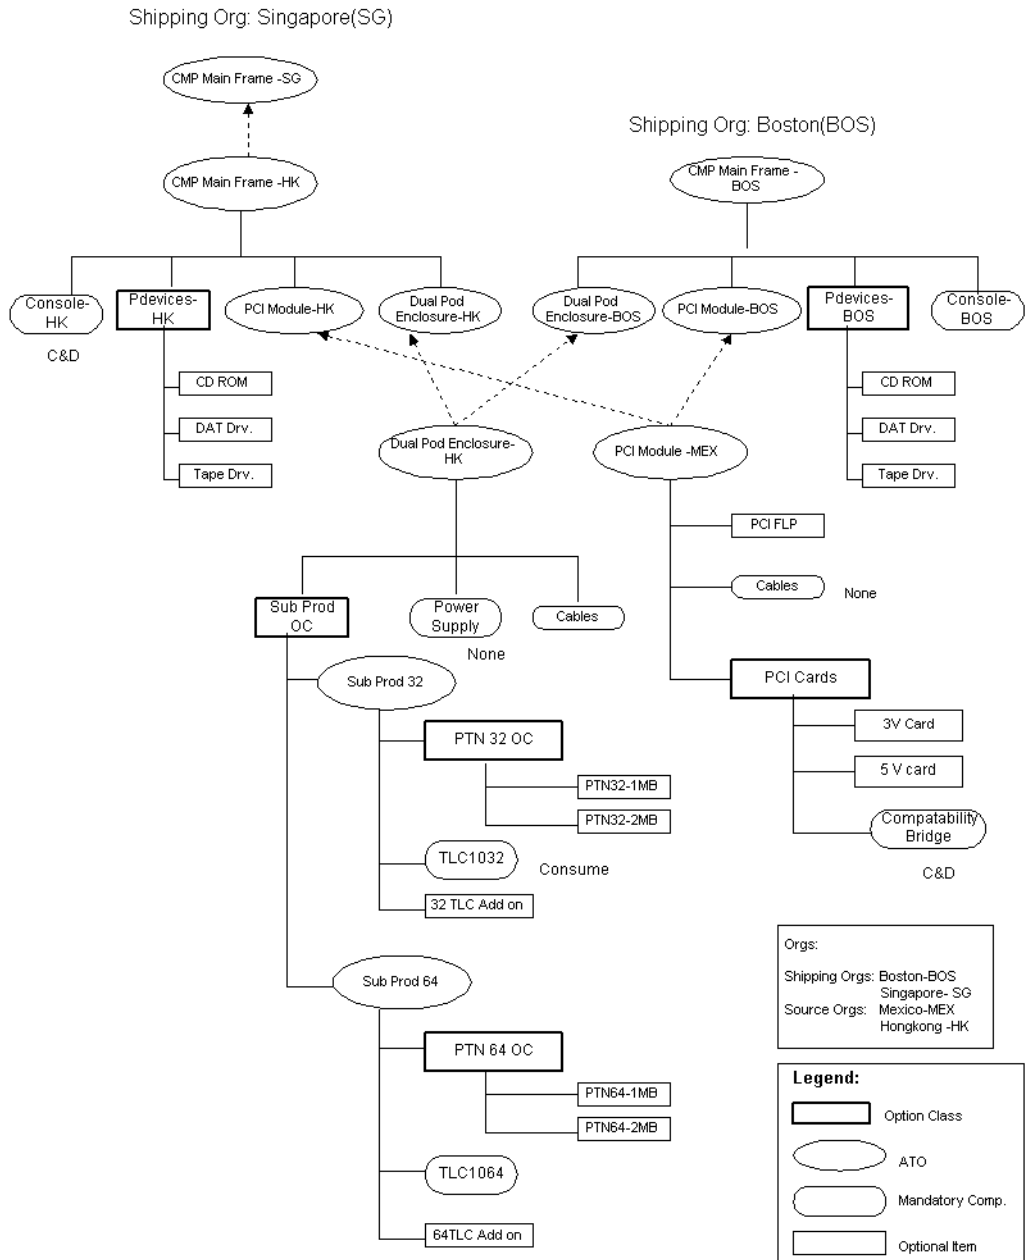 Shipping Org: Singapore(SG)
CMP Main Frame -SG
Shipping Org: Boston(BOS)
CMP Main Frame -HK
CMP Main Frame -
BOS
Console-
HK
Pdevices-
HK
PCI Module-HK
Dual Pod
Enclosure-HK
Dual Pod
Enclosure-BOS
PCI Module-BOS
Pdevices-
BOS
Console-
BOS
C&D
CD ROM
DAT Drv.
Tape Drv.
CD ROM
DAT Drv.
Tape Drv.
Dual Pod Enclosure-
HK
PCI Module -MEX
PCI FLP
Cables
None
Sub Prod
OC
Power
Supply
Cables
None
PCI Cards
3V Card
5 V card
Compatability
Bridge
C&D
Sub Prod 32
PTN 32 OC
PTN32-1MB
PTN32-2MB
TLC1032
Consume
32 TLC Add on
Sub Prod 64
PTN 64 OC
PTN64-1MB
PTN64-2MB
TLC1064
64TLC Add on
Orgs:
Shipping Orgs: Boston-BOS
Singapore- SG
Source Orgs: Mexico-MEX
Hongkong -HK
Legend:
Option Class
ATO
Mandatory Comp.
Optional Item